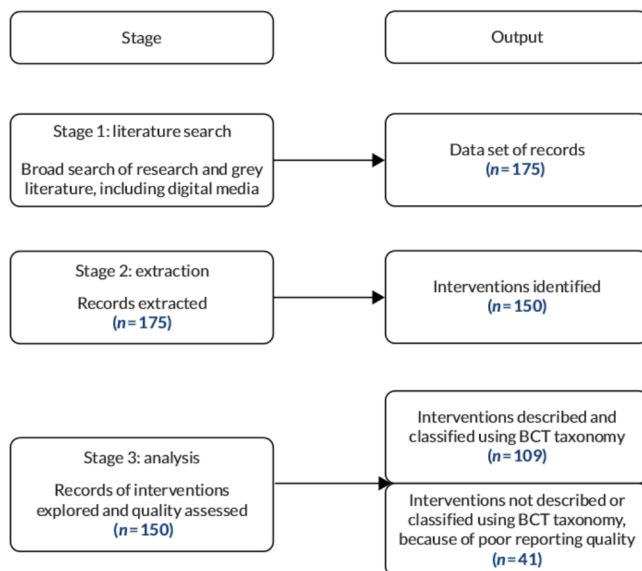 Stage
Output
Stage 1: literature search
Broad search of research and grey
literature, including digital media
Data set of records
(n=175)
Stage 2: extraction
Records extracted
(n=175)
Interventions identified
(n=150)
Stage 3: analysis
Records of interventions
explored and quality assessed
(n=150)
Interventions described and
classified using BCT taxonomy
(n=109)
Interventions not described or
classified using BCT taxonomy,
because of poor reporting quality
(n=41)